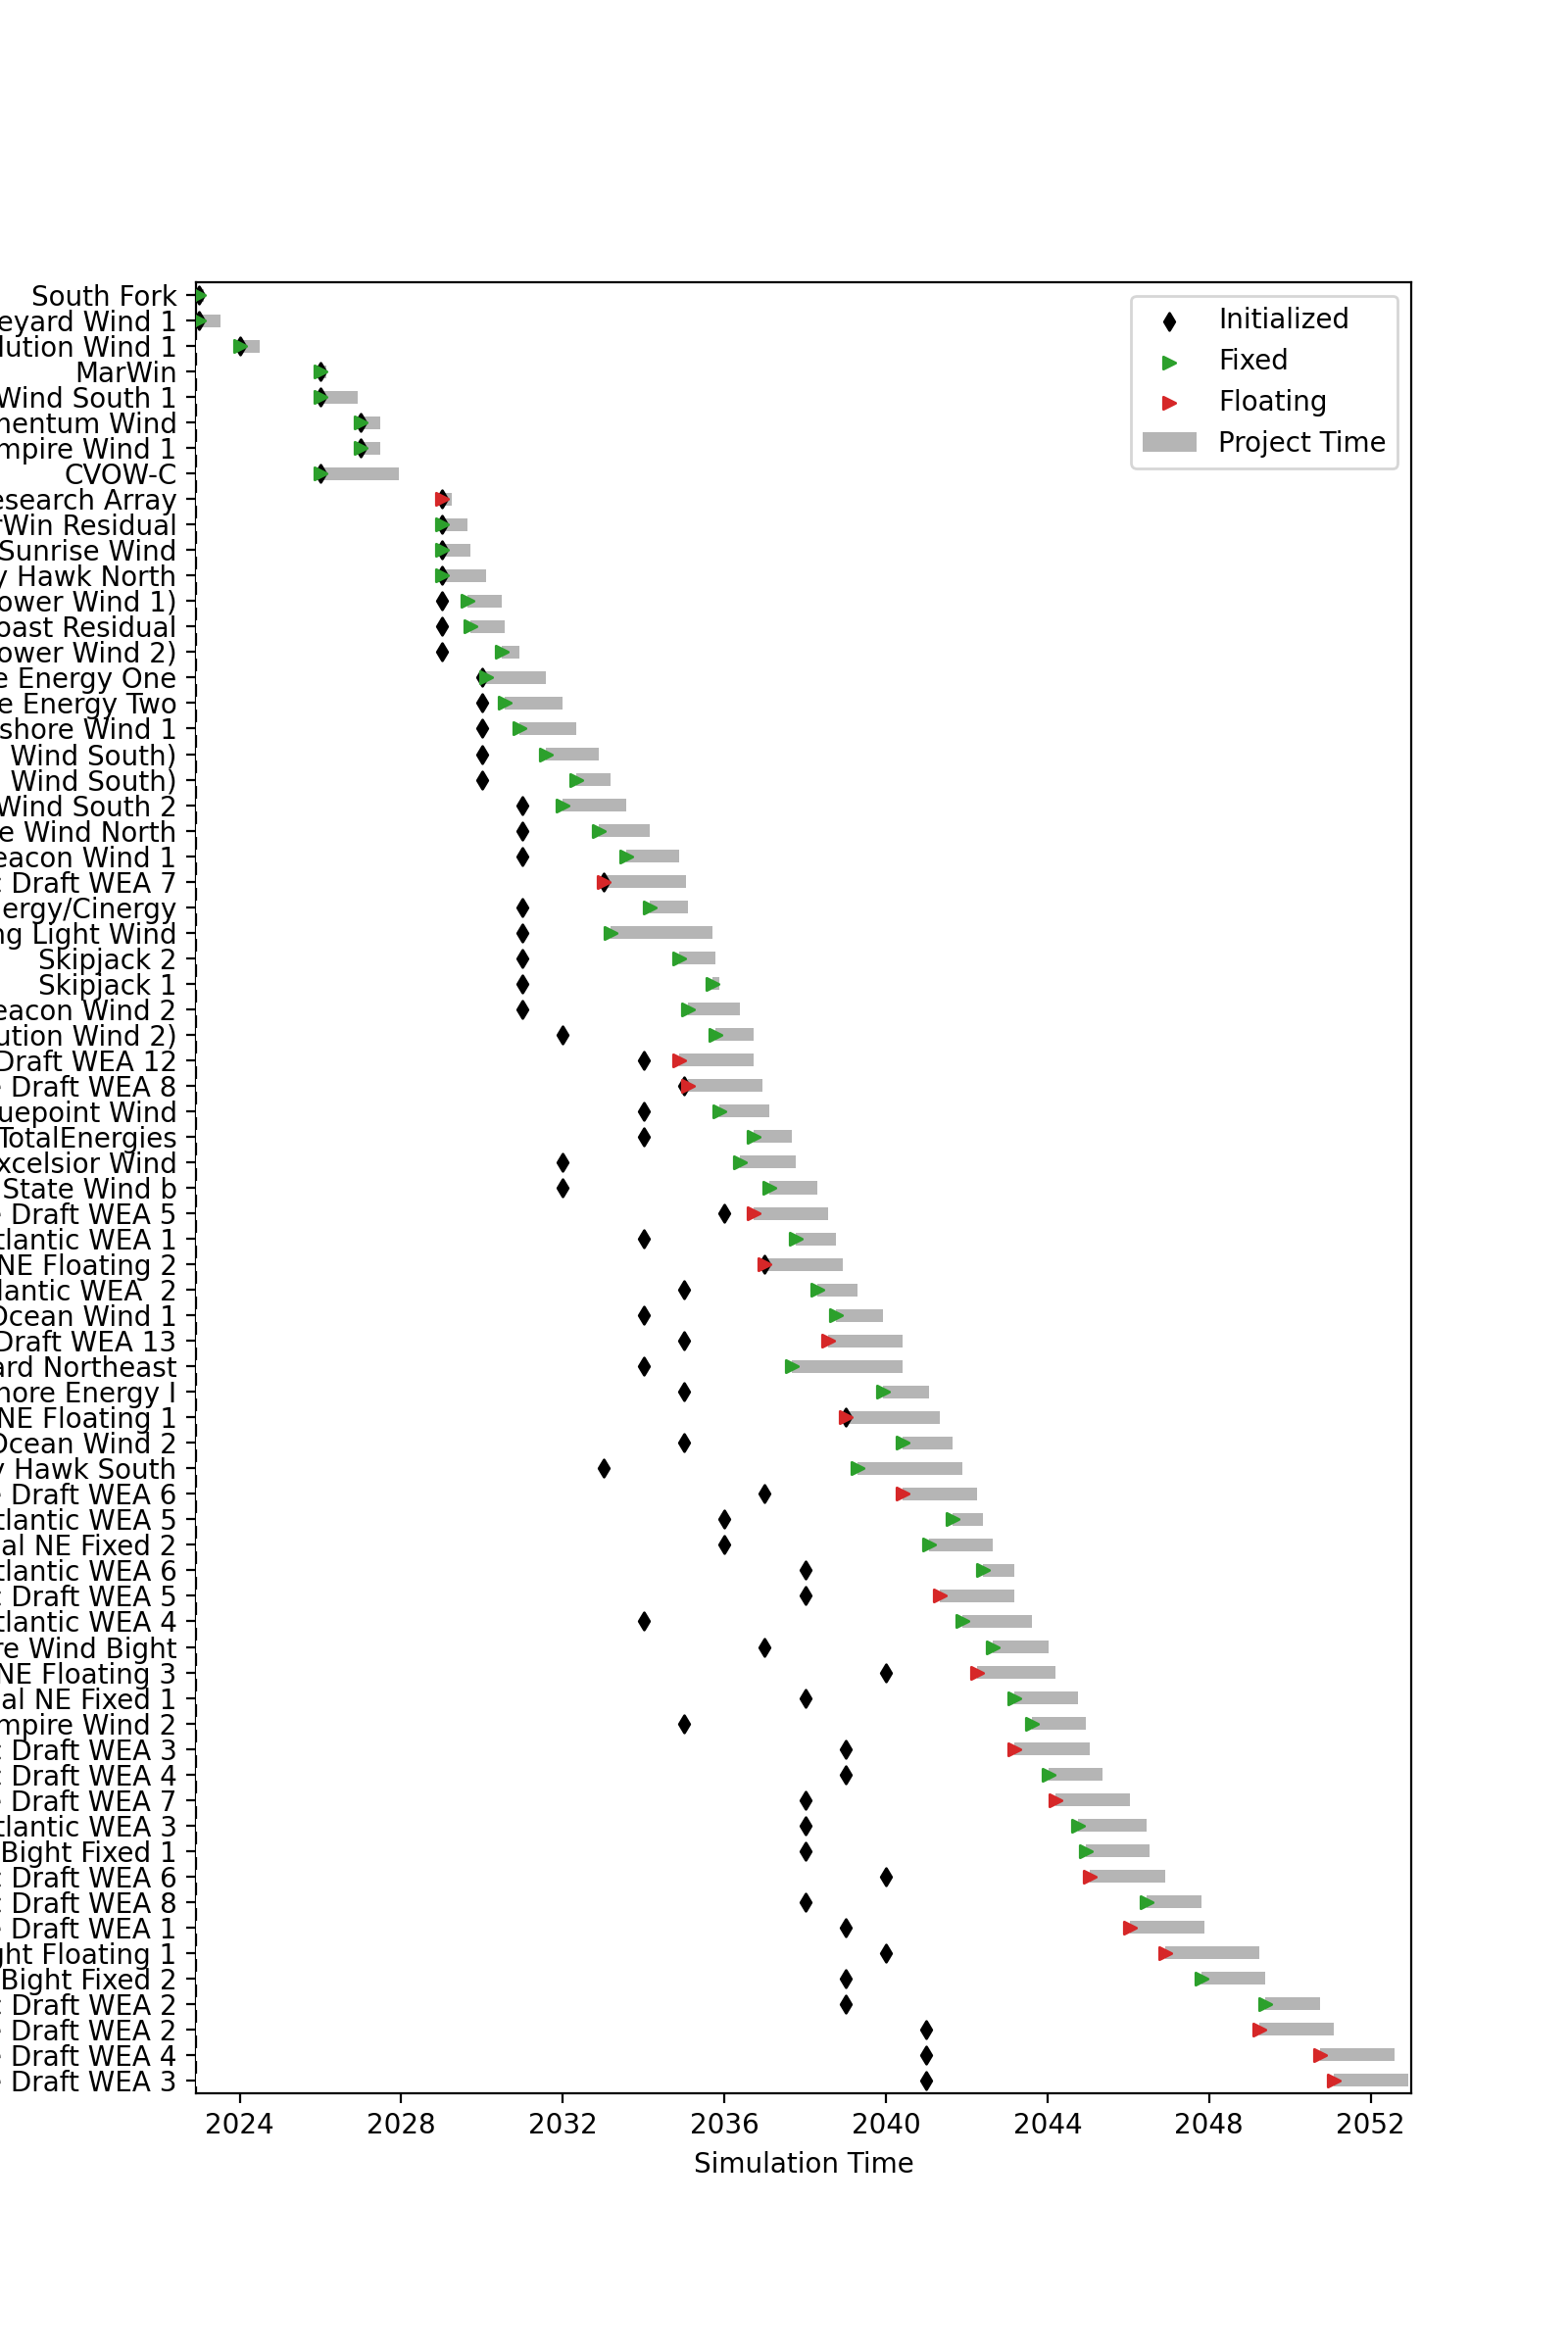 South Fork
eyard Wind 1
lution Wind 1
MarWin
Wind South 1
nentum Wind
mpire Wind 1
CVOW-C
esearch Array
Win Residual
Sunrise Wind
y Hawk North
ower Wind 1)
oast Residual
ower Wind 2)
e Energy One
e Energy Two
shore Wind 1
Wind South)
Wind South)
Wind South 2
e Wind North
eacon Wind 1
Draft WEA 7
ergy/Cinergy
ng Light Wind
Skipjack 2
Skipjack 1
eacon Wind 2
ution Wind 2)
Draft WEA 12
e Draft WEA 8
uepoint Wind
TotalEnergies
xcelsior Wind
State Wind b
e Draft WEA 5
tlantic WEA 1
NE Floating 2
lantic WEA  2
Ocean Wind 1
Draft WEA 13
ard Northeast
nore Energy I
NE Floating 1
Ocean Wind 2
y Hawk South
e Draft WEA 6
tlantic WEA 5
al NE Fixed 2
tlantic WEA 6
c Draft WEA 5
tlantic WEA 4
re Wind Bight
NE Floating 3
al NE Fixed 1
mpire Wind 2
c Draft WEA 3
c Draft WEA 4
e Draft WEA 7
tlantic WEA 3
Bight Fixed 1
c Draft WEA 6
c Draft WEA 8
e Draft WEA 1
ght Floating 1
Bight Fixed 2
c Draft WEA 2
e Draft WEA 2
e Draft WEA 4
e Draft WEA 3
Initialized
Fixed
Floating
Project Time
2024 2028 2032 2036 2040 2044 2048 2052
Simulation Time